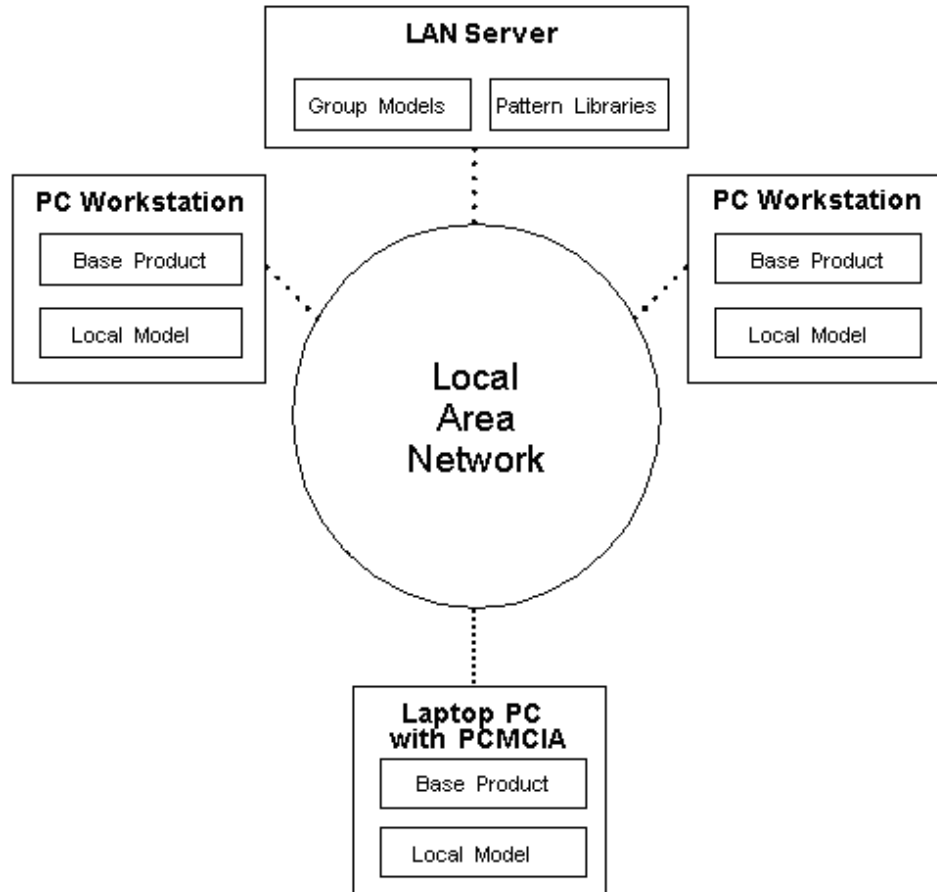 LAN Server
Group Models
Pattern Libraries
PC Workstation
Base Product
Local Model
PC Workstation
Base Product
Local Model
Local
Area
Network
Laptop PC
with PCMCIA
Base Product
Local Model